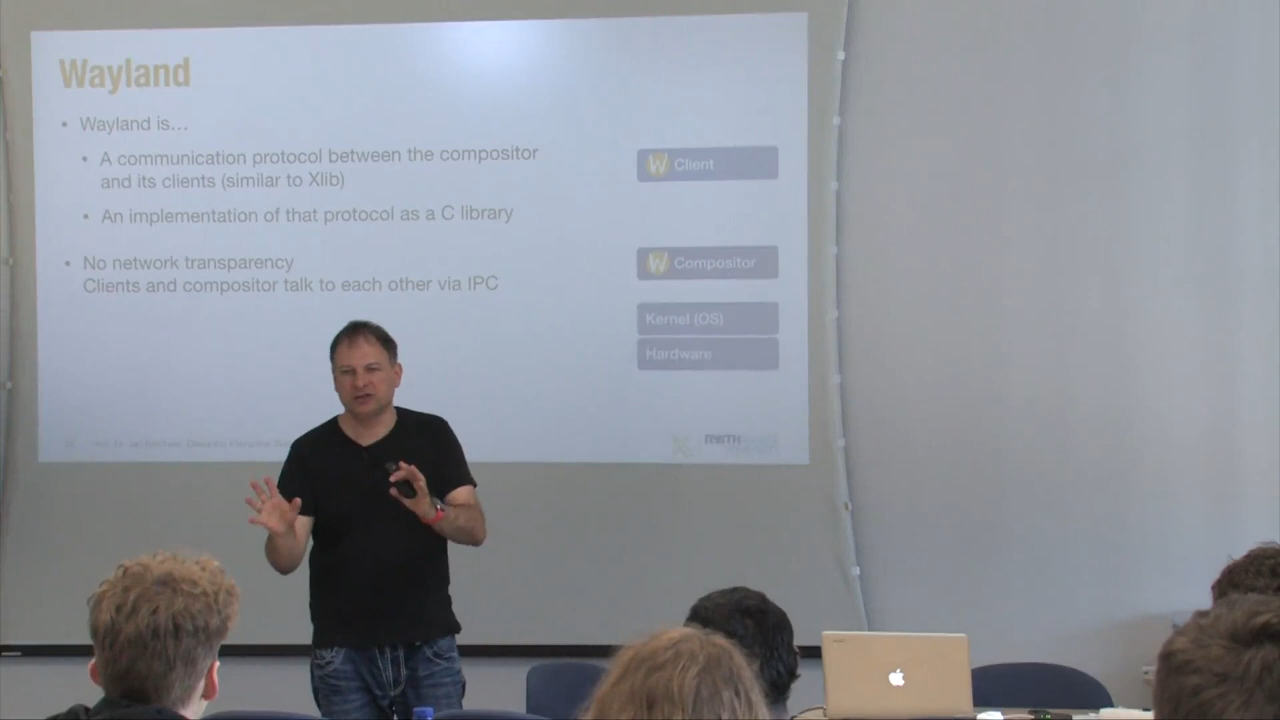 Wayland
• Wayland is…
• A communication protocol between the compositor
and its clients (similar to Xlib)
• An implementation of that protocol as a C library
• No network transparency
Clients and compositor talk to each other via IPC
W Client
W Compositor
Kernel (OS)
Hardware